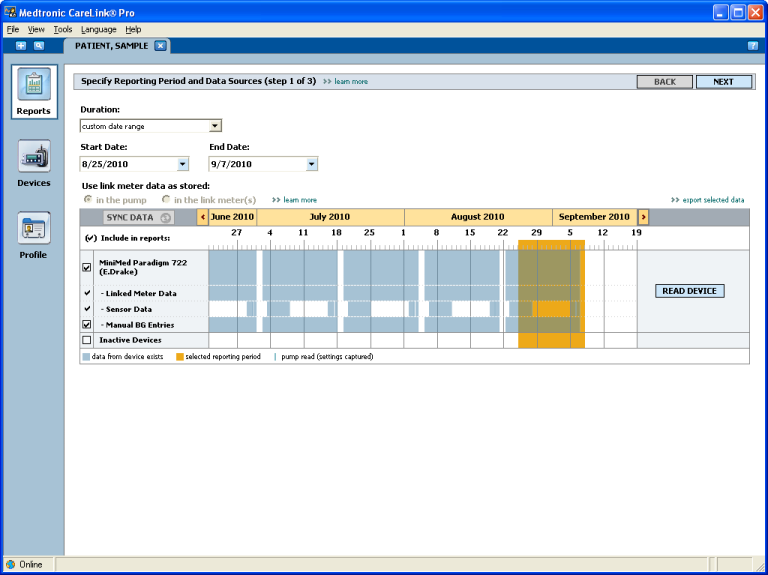 Medtronic CareLink® Pro
File View Tools Language Help
PATIENT, SAMPLE
Specify Reporting Period and Data Sources (step 1 of 3) >> learn more BACK NEXT
Reports
Duration:
custom date range
Start Date: End Date:
8/25/2010 9/7/2010
Devices
Use link meter data as stored:
in the pump in the link meter(s) >> learn more >> export selected data
SYNC DATA June 2010 July 2010 August 2010 September 2010
(✓) Include in reports: 27 4 11 18 25 1 8 15 22 29 5 12 19
Profile
MiniMed Paradigm 722
(E.Drake)
- Linked Meter Data READ DEVICE
- Sensor Data
- Manual BG Entries
Inactive Devices
data from device exists selected reporting period pump read (settings captured)
Online